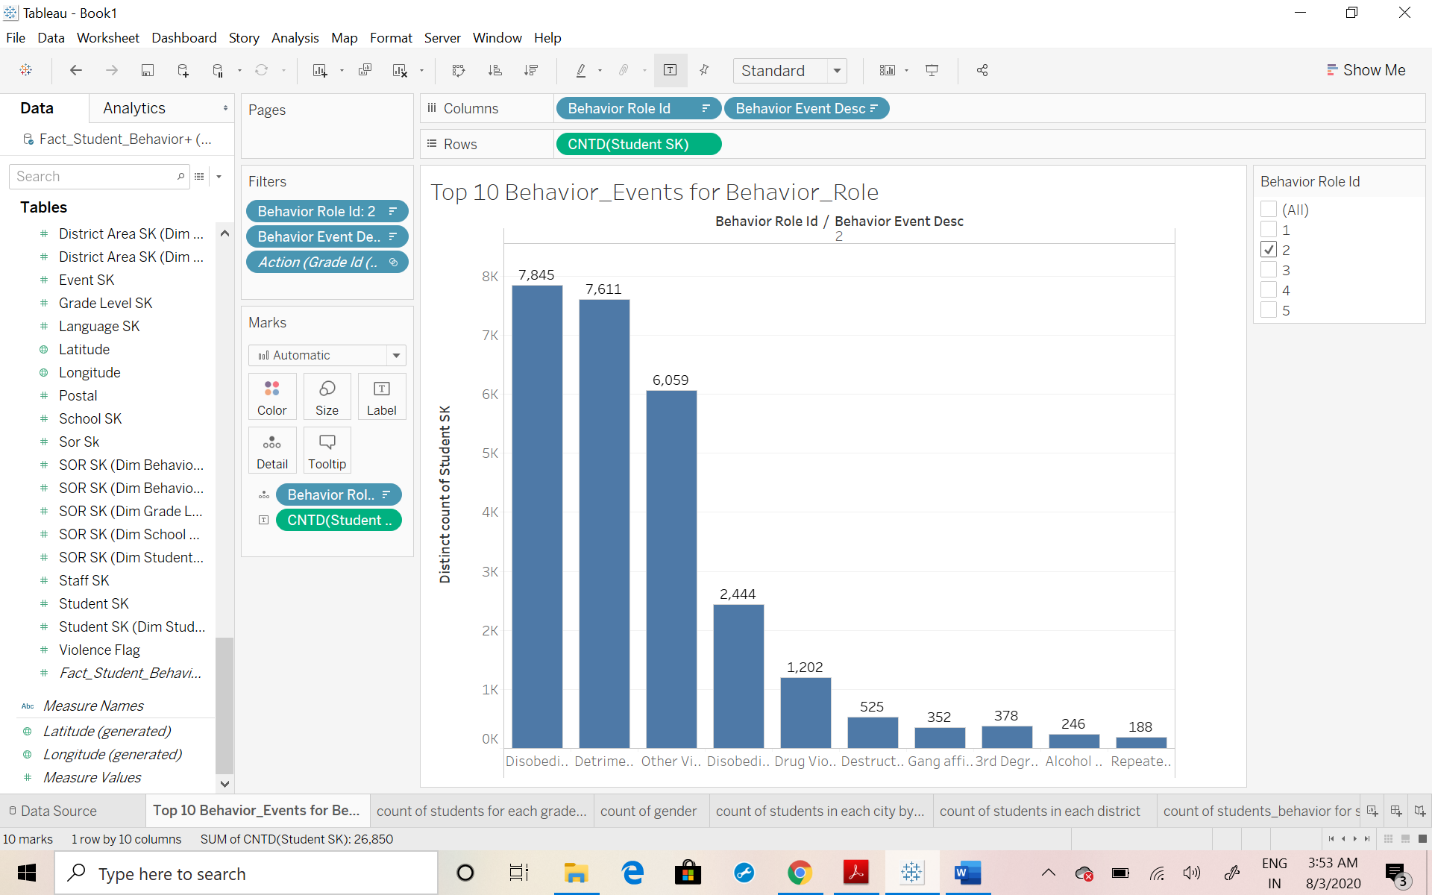 Tableau - Book1
File Data Worksheet Dashboard Story Analysis Map Format Server Window Help
Standard
Show Me
Data Analytics
Fact_Student_Behavior+ (...
Search
Tables
District Area SK (Dim ...
District Area SK (Dim ...
Event SK
Grade Level SK
Language SK
Latitude
Longitude
Postal
School SK
Sor Sk
SOR SK (Dim Behavio...
SOR SK (Dim Behavio...
SOR SK (Dim Grade L...
SOR SK (Dim School ...
SOR SK (Dim Student...
Staff SK
Student SK
Student SK (Dim Stud...
Violence Flag
Fact_Student_Behavi...
Abc Measure Names
Latitude (generated)
Longitude (generated)
Measure Values
Pages
Filters
Behavior Role Id: 2
Behavior Event De..
Action (Grade Id (..
Marks
Automatic
Color Size Label
Detail Tooltip
Behavior Rol..
CNTD(Student ..
Columns Behavior Role Id Behavior Event Desc
Rows CNTD(Student SK)
Top 10 Behavior_Events for Behavior_Role
Behavior Role Id / Behavior Event Desc
2
Distinct count of Student SK
8K
7K
6K
5K
4K
3K
2K
1K
0K
7,845
7,611
6,059
2,444
1,202
525
352
378
246
188
Disobedi.. Detrime.. Other Vi.. Disobedi.. Drug Vio.. Destruct.. Gang affi.. 3rd Degr.. Alcohol .. Repeate..
Behavior Role Id
(All)
1
2
3
4
5
Data Source Top 10 Behavior_Events for Be... count of students for each grade... count of gender count of students in each city by... count of students in each district count of students_behavior for s
10 marks 1 row by 10 columns SUM of CNTD(Student SK): 26,850
Type here to search
ENG
IN
3:53 AM
8/3/2020
3